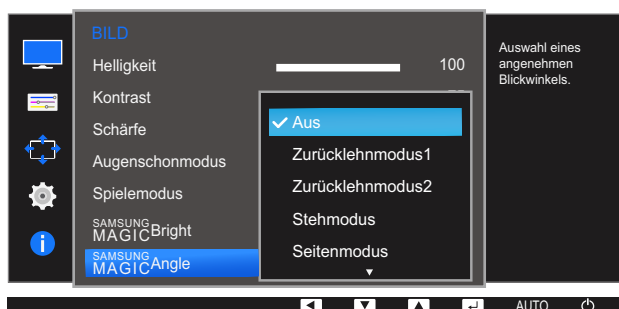 BILD
Helligkeit 100
Kontrast
Schärfe
Augenschonmodus
Spielemodus
SAMSUNG
MAGICBright
SAMSUNG
MAGICAngle
Aus
Zurücklehnmodus1
Zurücklehnmodus2
Stehmodus
Seitenmodus
Auswahl eines
angenehmen
Blickwinkels.
AUTO